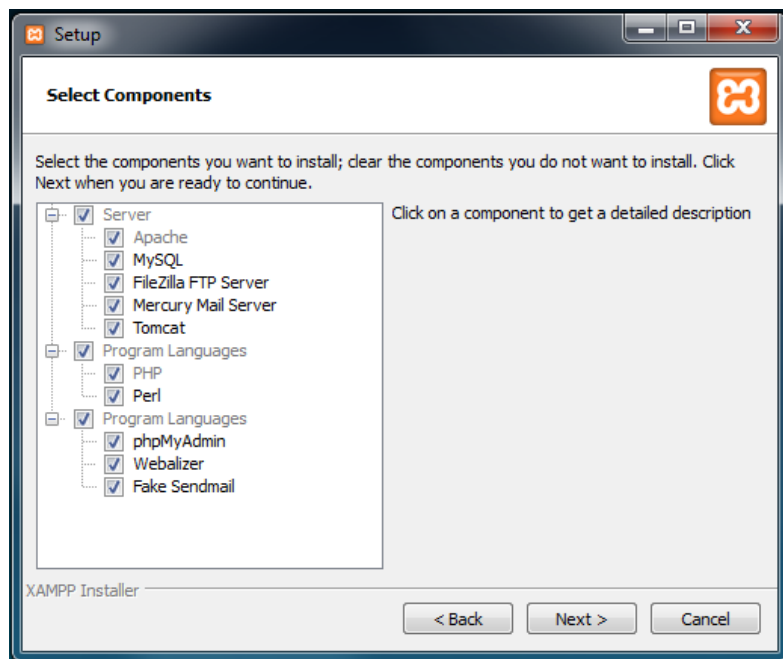 Setup
Select Components
Select the components you want to install; clear the components you do not want to install. Click
Next when you are ready to continue.
Server
Apache
MySQL
FileZilla FTP Server
Mercury Mail Server
Tomcat
Program Languages
PHP
Perl
Program Languages
phpMyAdmin
Webalizer
Fake Sendmail
Click on a component to get a detailed description
XAMPP Installer
< Back Next > Cancel